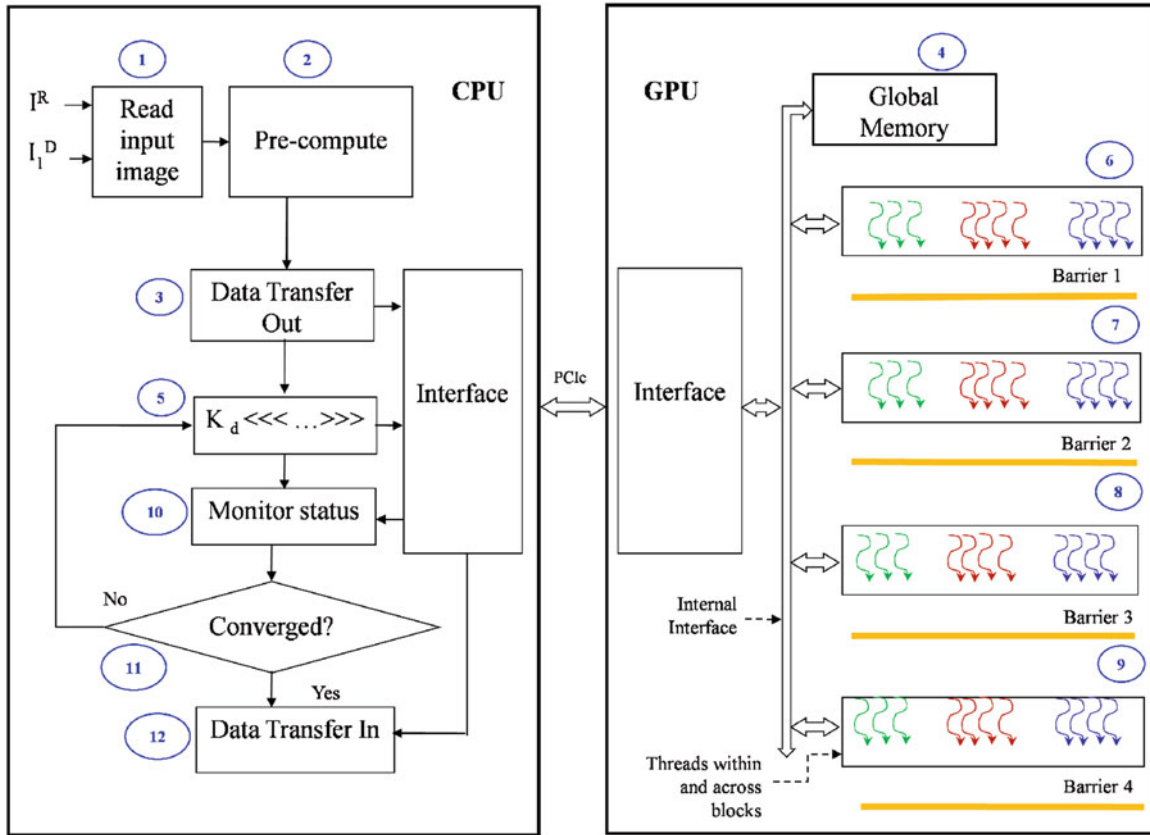 1
2
CPU
I^R
I_1^D
Read
input
image
Pre-compute
3
Data Transfer
Out
5
K_d <<< ...>>>
Interface
10
Monitor status
No
Converged?
11
Yes
12
Data Transfer In
PCIe
GPU
4
Global
Memory
6
Barrier 1
7
Interface
Barrier 2
8
Internal
Interface
Barrier 3
9
Threads within
and across
blocks
Barrier 4